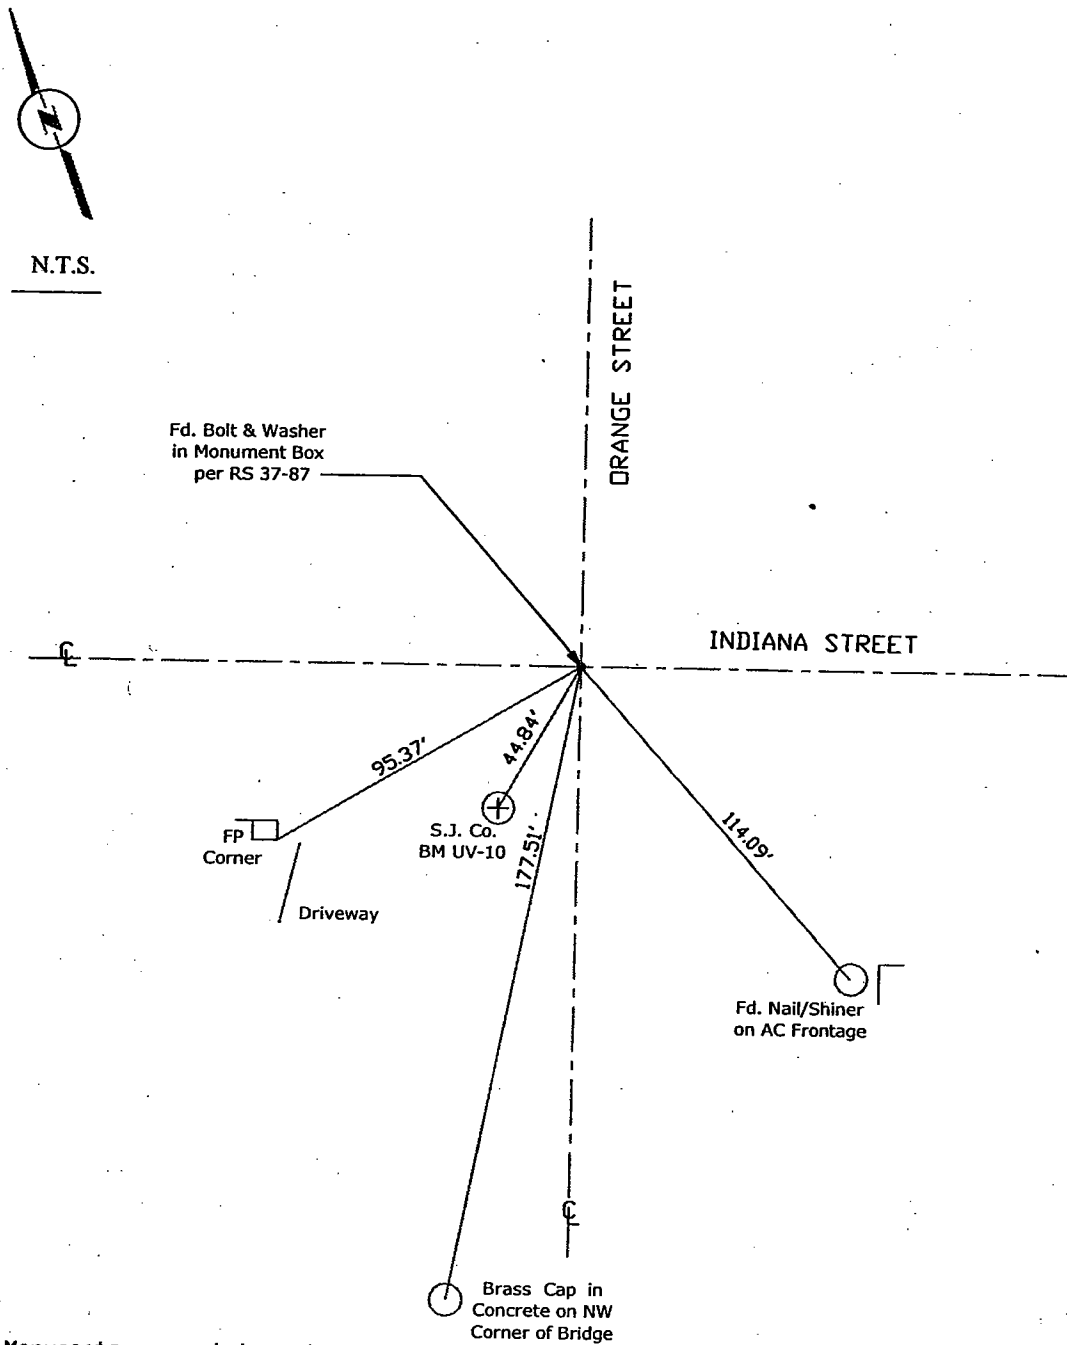 N
N.T.S.
ORANGE STREET
Fd. Bolt & Washer
in Monument Box
per RS 37-87
INDIANA STREET
CL
95.37'
44.84'
177.51'
114.09'
FP
Corner
S.J. Co.
BM UV-10
Driveway
Fd. Nail/Shiner
on AC Frontage
CL
Brass Cap in
Concrete on NW
Corner of Bridge